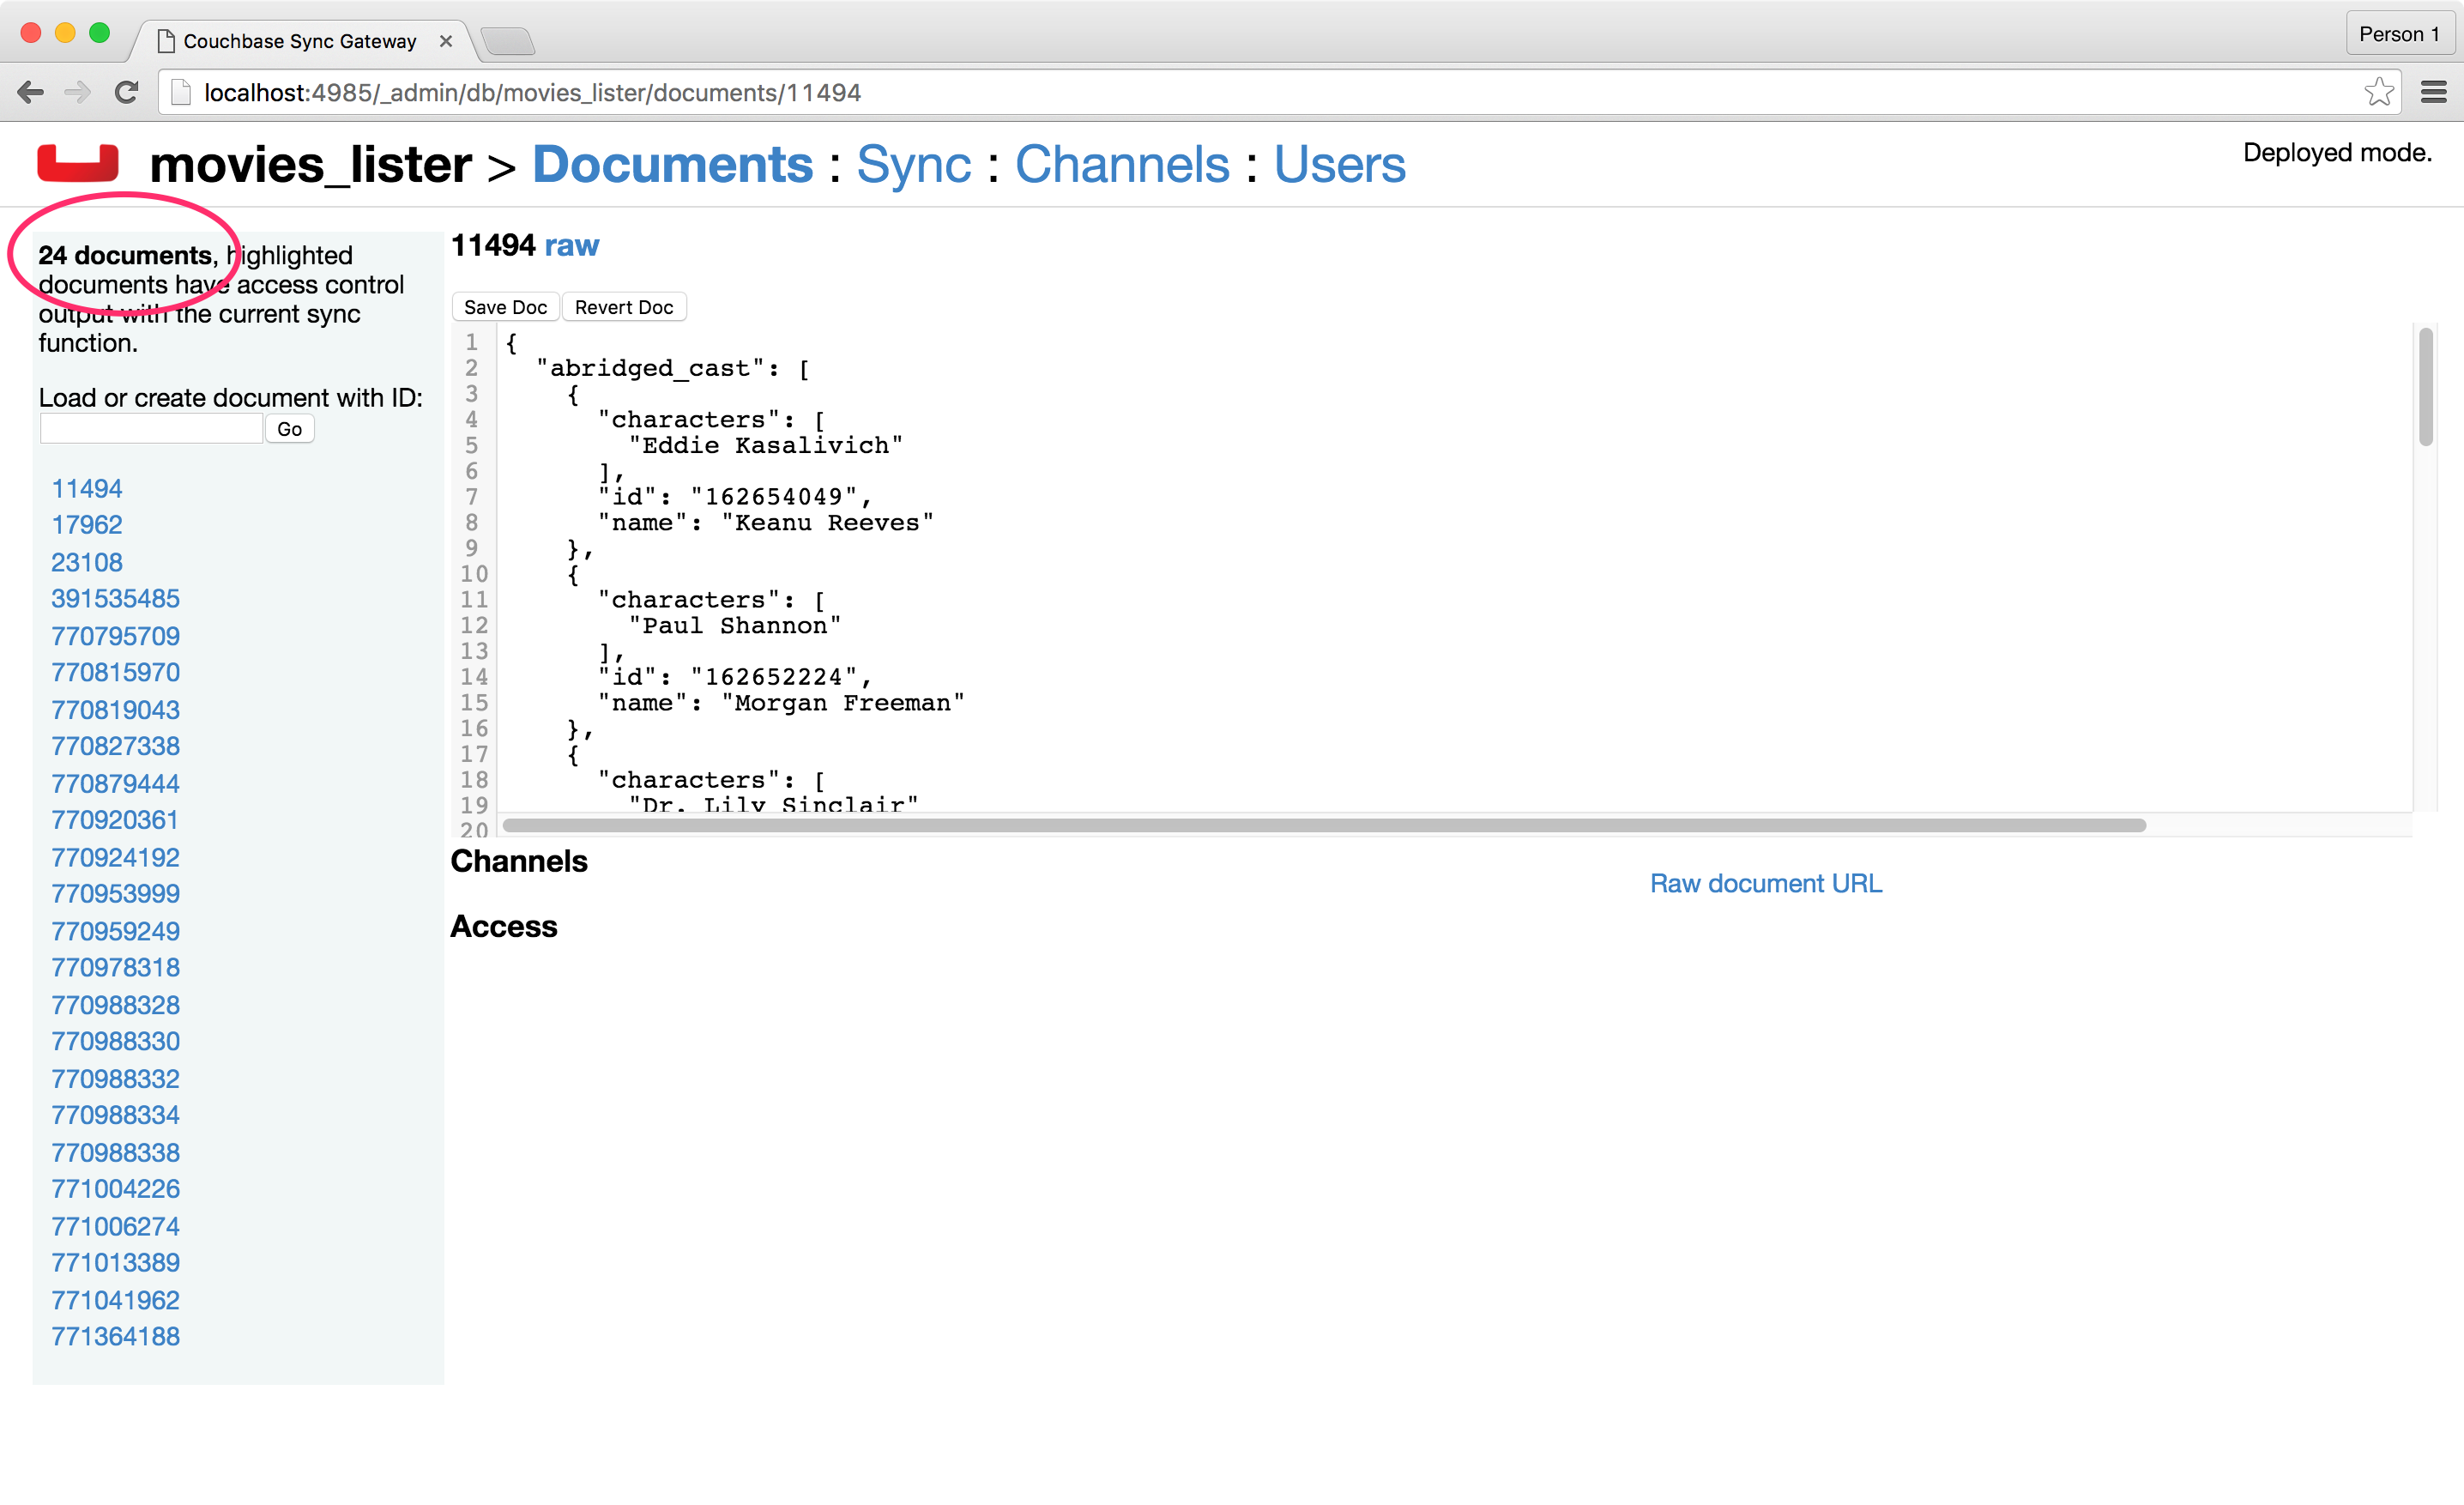 Couchbase Sync Gateway
Person 1
localhost:4985/_admin/db/movies_lister/documents/11494
movies_lister > Documents : Sync : Channels : Users
Deployed mode.
24 documents, highlighted
documents have access control
output with the current sync
function.
Load or create document with ID:
Go
11494
17962
23108
391535485
770795709
770815970
770819043
770827338
770879444
770920361
770924192
770953999
770959249
770978318
770988328
770988330
770988332
770988334
770988338
771004226
771006274
771013389
771041962
771364188
11494 raw
Save Doc Revert Doc
1 {
2 "abridged_cast": [
3 {
4 "characters": [
5 "Eddie Kasalivich"
6 ],
7 "id": "162654049",
8 "name": "Keanu Reeves"
9 },
10 {
11 "characters": [
12 "Paul Shannon"
13 ],
14 "id": "162652224",
15 "name": "Morgan Freeman"
16 },
17 {
18 "characters": [
19 "Dr. Lily Sinclair"
20
Channels
Raw document URL
Access